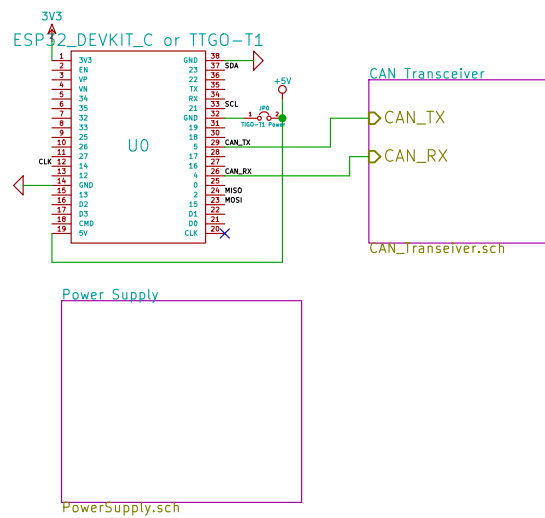 3V3
ESP32_DEVKIT_C or TTGO-T1
1 3V3 GND 38
2 EN 23 37 SDA
3 VP 22 36
4 VN TX 35
5 34 RX 34
6 35 21 33 SCL
7 32 GND 32
8 33 19 31
9 25 18 30
10 26 5 29 CAN_TX
11 27 17 28
CLK 12 14 16 27
13 12 4 26 CAN_RX
14 GND 0 25
15 13 2 24 MISO
16 D2 15 23 MOSI
17 D3 D1 22
18 CMD D0 21
19 5V CLK 20
U0
+5V
JP0
1 2
TTGO-T1 Power
CAN Transceiver
CAN_TX
CAN_RX
CAN_Transeiver.sch
Power Supply
PowerSupply.sch